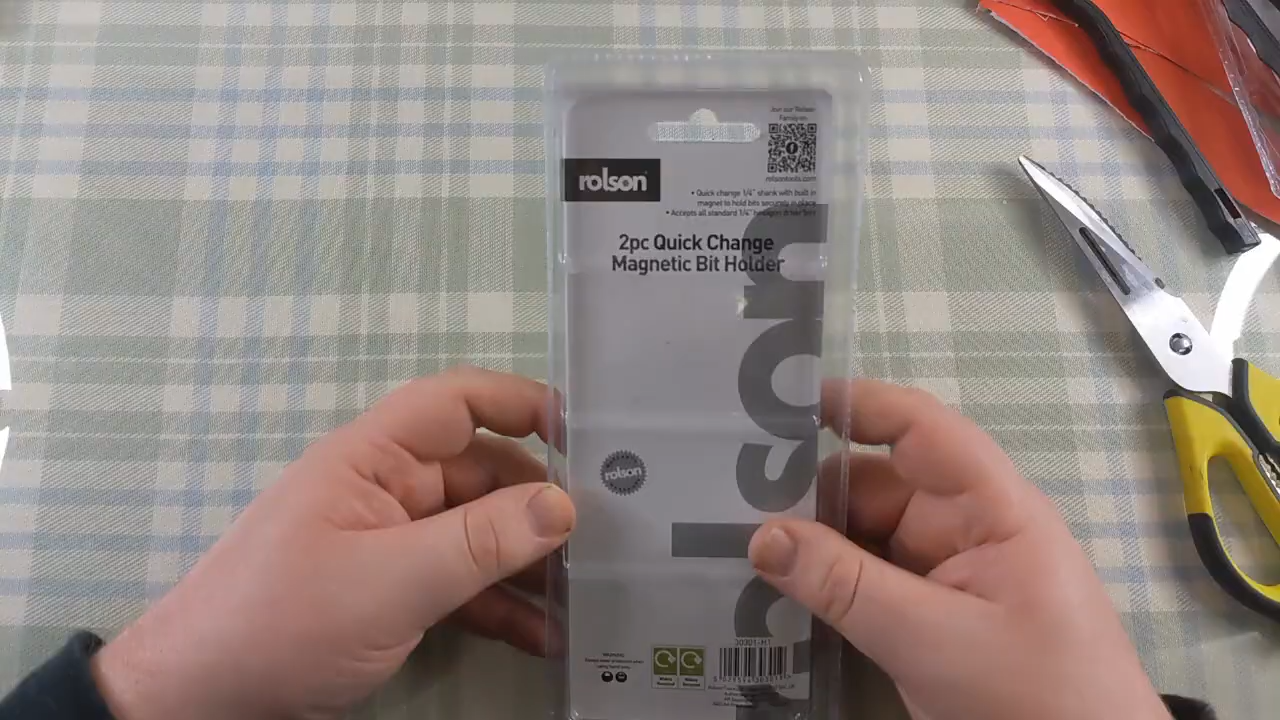 Join our 'Rolson
Family on
rolsontools.com
rolson
• Quick change 1/4" shank with built in
magnet to hold bits securely in place
• Accepts all standard 1/4" hexagon driver bits
2pc Quick Change
Magnetic Bit Holder
rolson
rolson
30301-H1